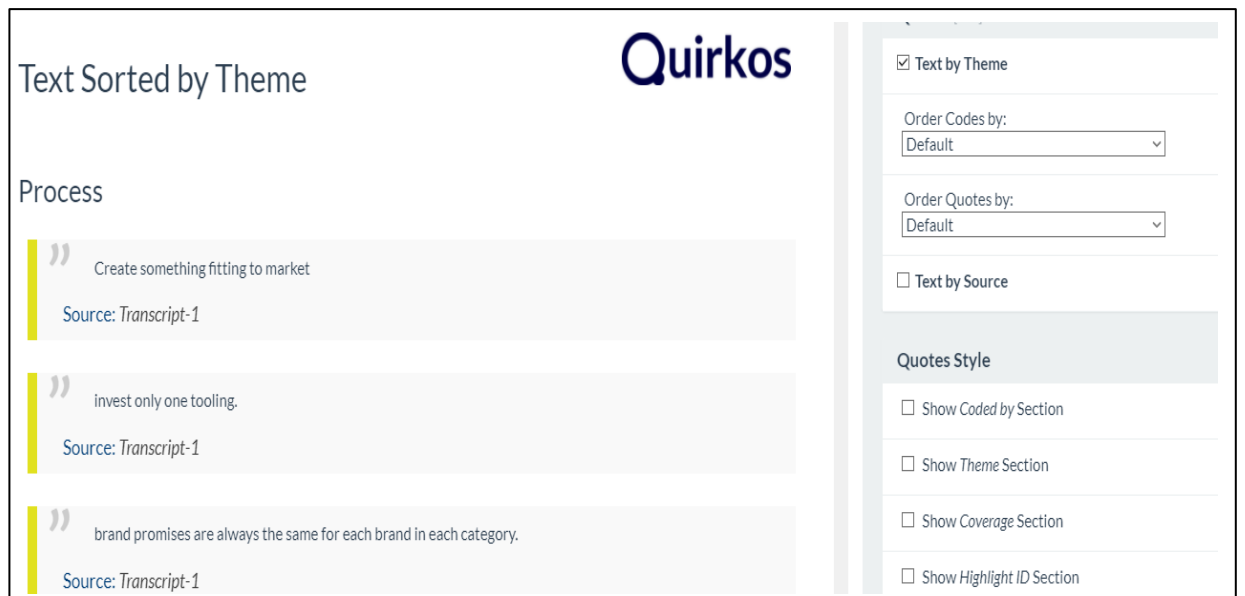 Quirkos
Text Sorted by Theme
Process
Create something fitting to market
Source: Transcript-1
invest only one tooling.
Source: Transcript-1
brand promises are always the same for each brand in each category.
Source: Transcript-1
Text by Theme
Order Codes by:
Default
Order Quotes by:
Default
Text by Source
Quotes Style
Show Coded by Section
Show Theme Section
Show Coverage Section
Show Highlight ID Section